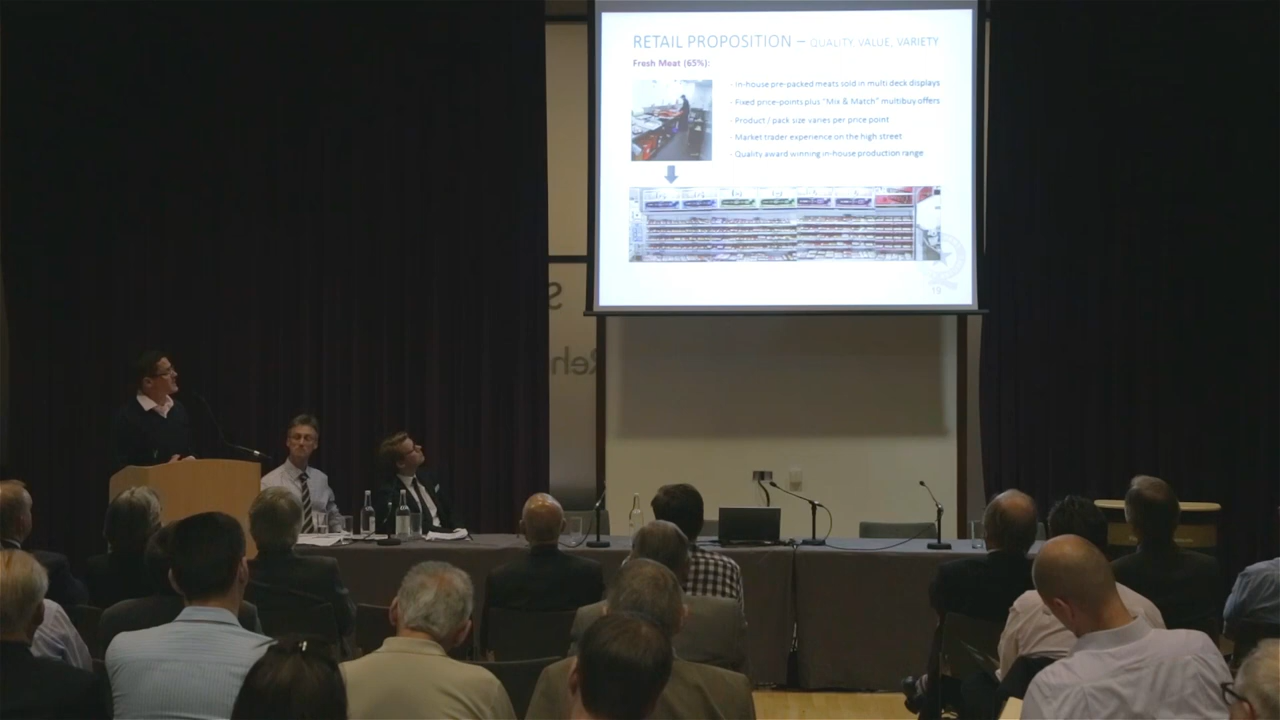 RETAIL PROPOSITION – QUALITY, VALUE, VARIETY
Fresh Meat (65%):
- In-house pre-packed meats sold in multi deck displays
- Fixed price-points plus "Mix & Match" multibuy offers
- Product / pack size varies per price point
- Market trader experience on the high street
- Quality award winning in-house production range
19